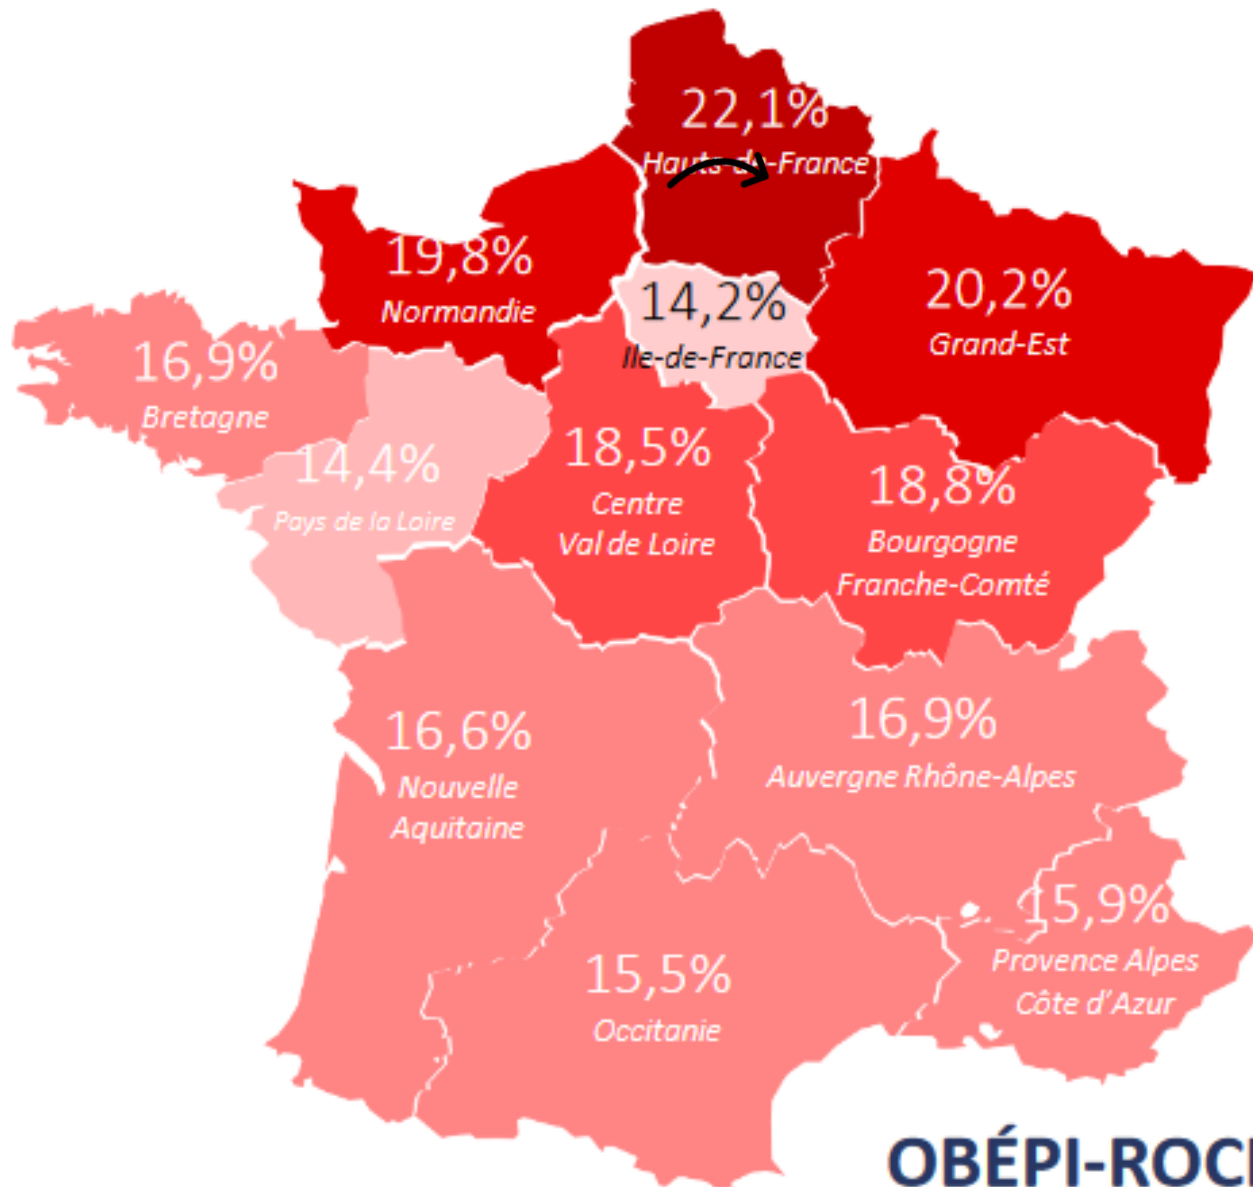 22,1%
Hauts-de-France
19,8%
Normandie
14,2%
Ile-de-France
20,2%
Grand-Est
16,9%
Bretagne
14,4%
Pays de la Loire
18,5%
Centre
Val de Loire
18,8%
Bourgogne
Franche-Comté
16,6%
Nouvelle
Aquitaine
16,9%
Auvergne Rhône-Alpes
15,9%
Provence Alpes
Côte d'Azur
15,5%
Occitanie
OBÉPI-ROC